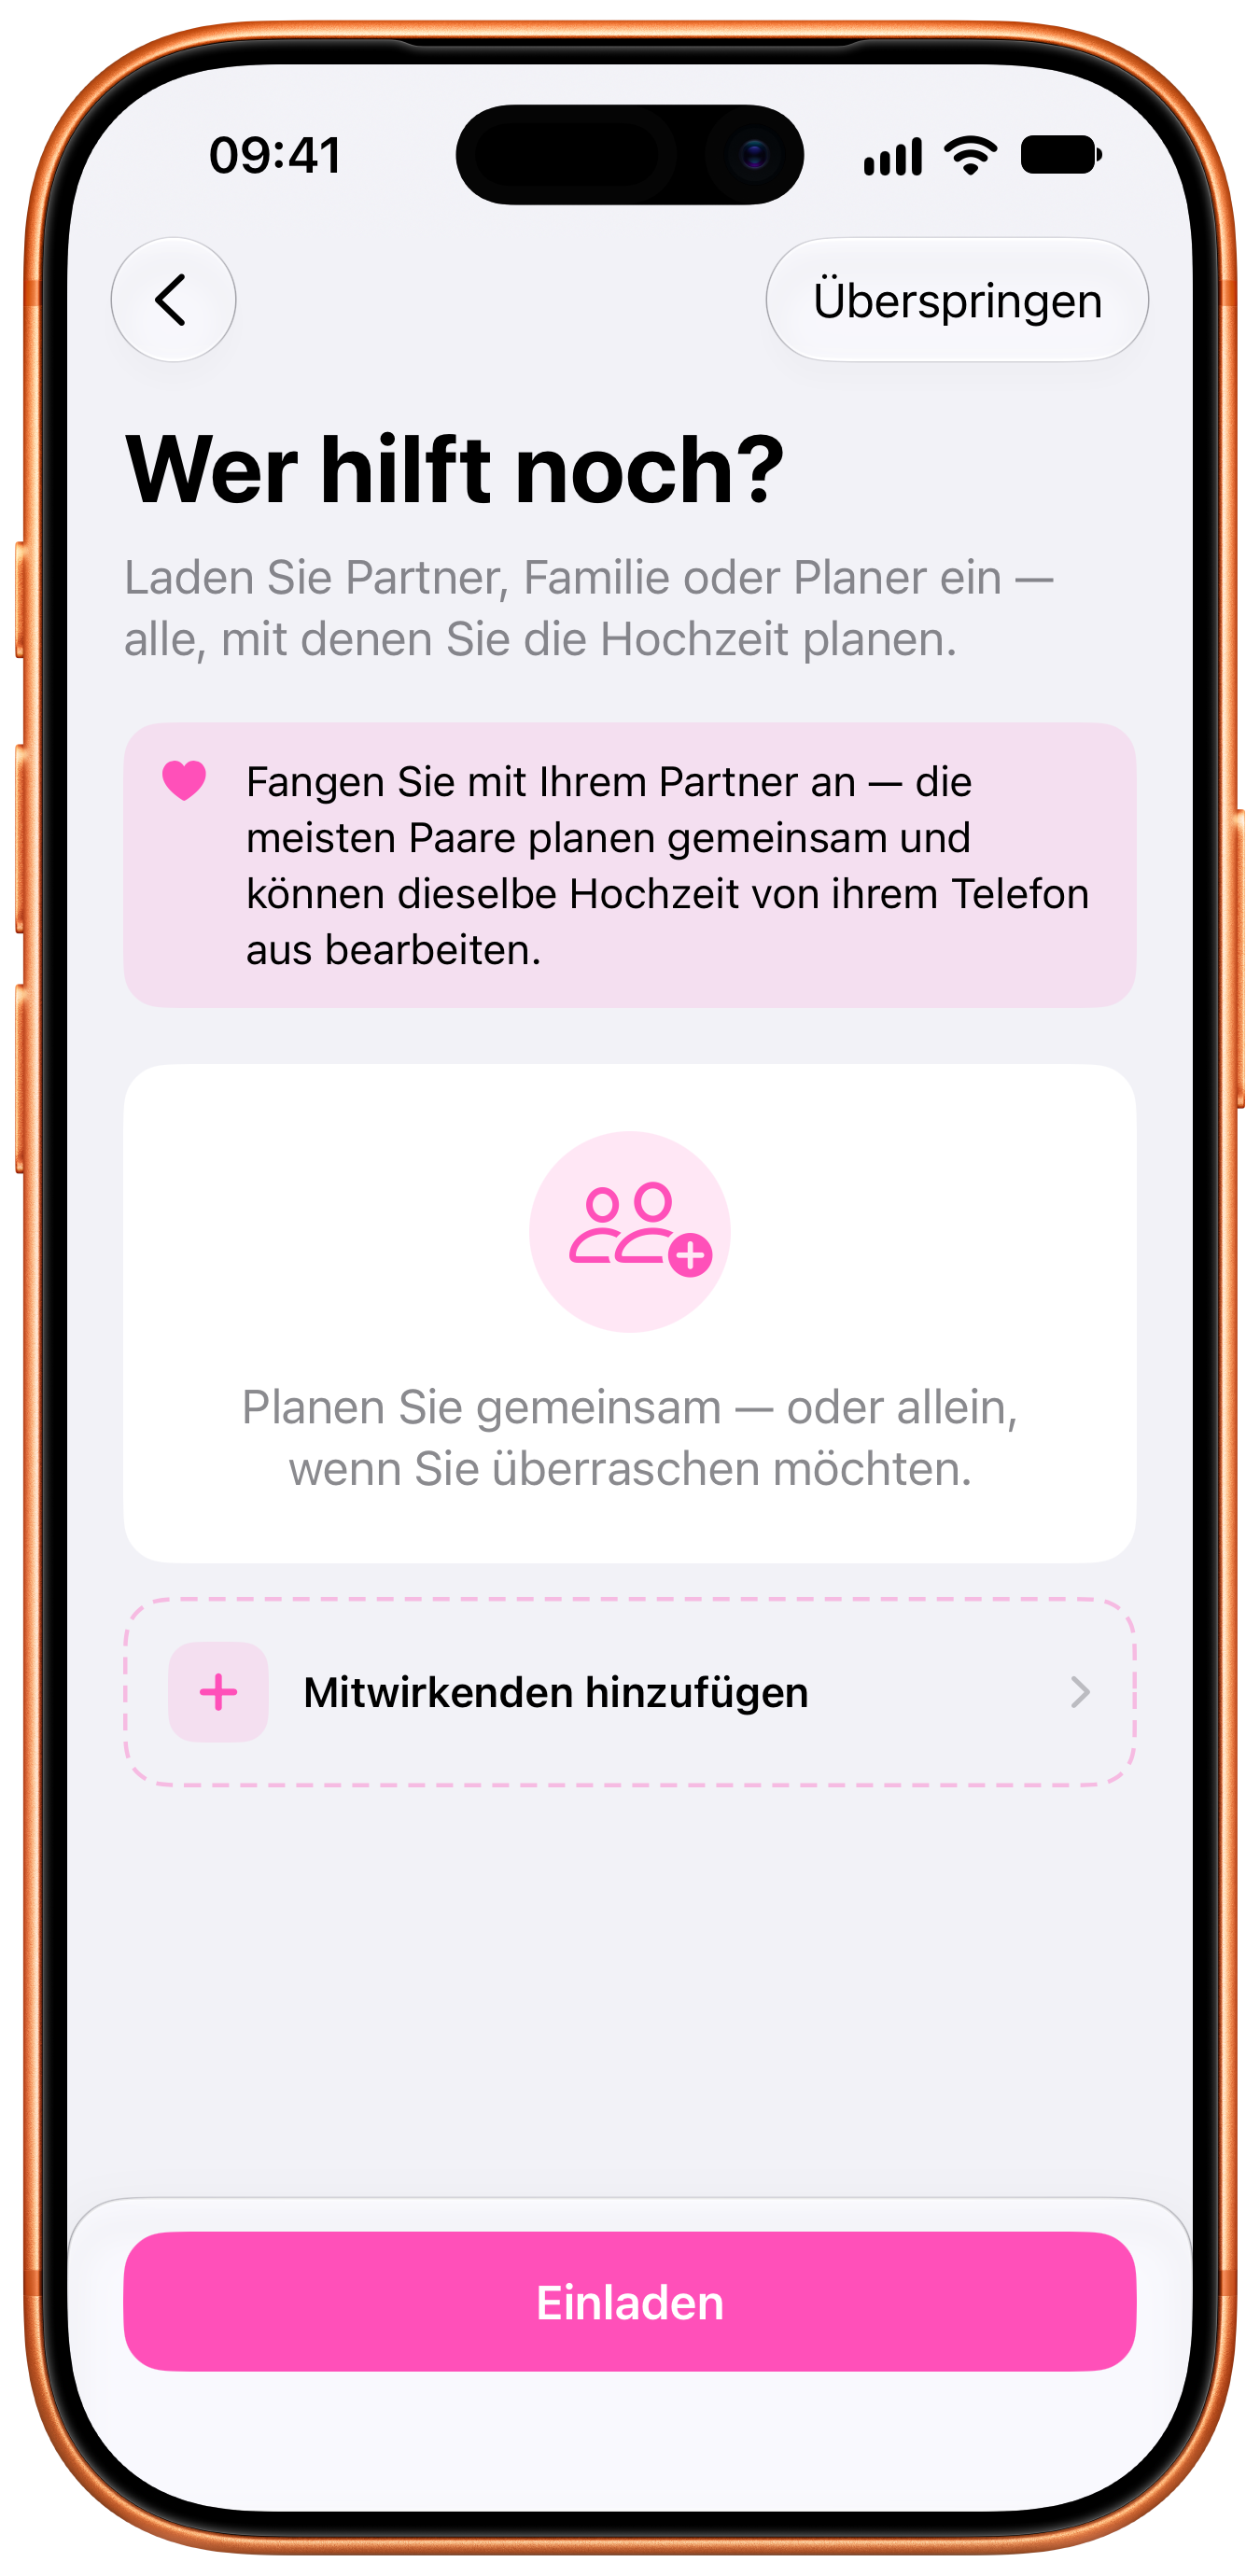 09:41
Überspringen
Wer hilft noch?
Laden Sie Partner, Familie oder Planer ein —
alle, mit denen Sie die Hochzeit planen.
Fangen Sie mit Ihrem Partner an — die
meisten Paare planen gemeinsam und
können dieselbe Hochzeit von ihrem Telefon
aus bearbeiten.
Planen Sie gemeinsam — oder allein,
wenn Sie überraschen möchten.
Mitwirkenden hinzufügen
Einladen